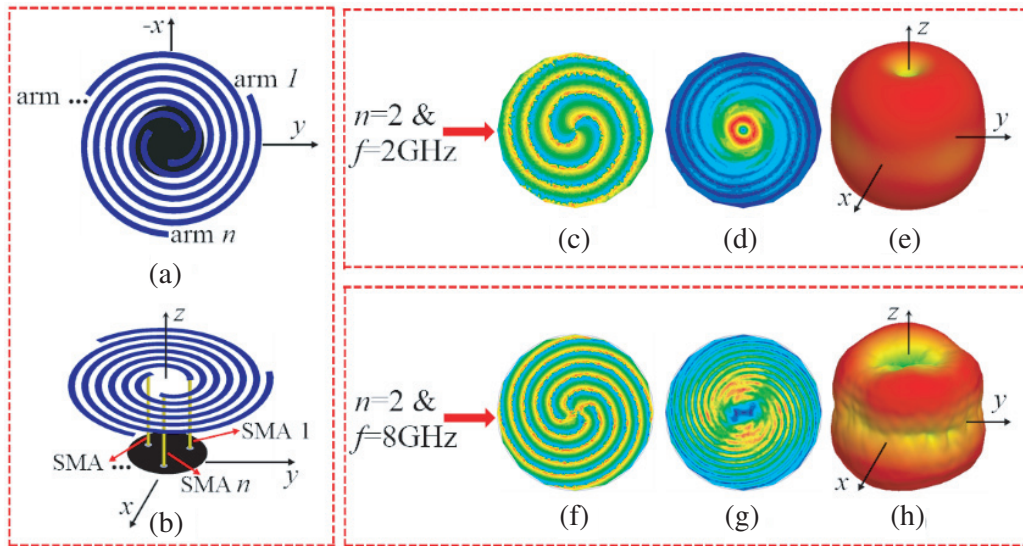 -x
arm 1
arm ...
y
arm n
(a)
z
SMA 1
SMA ...
SMA n
y
x
(b)
n=2 &
f=2GHz
z
y
x
(c)
(d)
(e)
n=2 &
f=8GHz
z
y
x
(f)
(g)
(h)